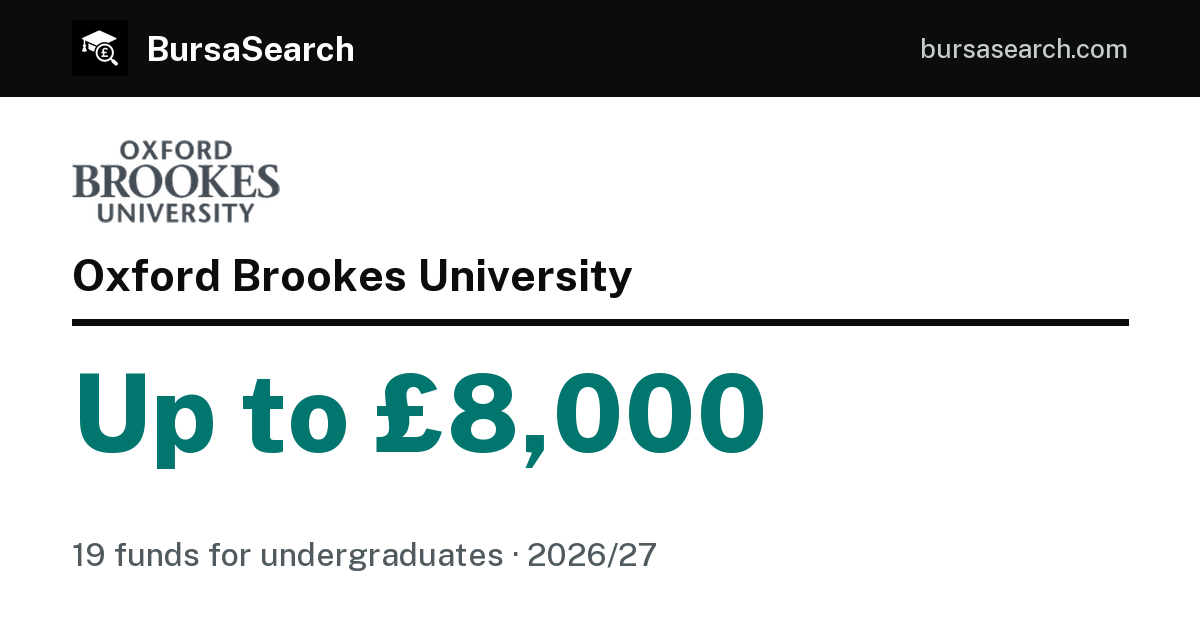 £
BursaSearch
bursasearch.com
OXFORD
BROOKES
UNIVERSITY
Oxford Brookes University
Up to £8,000
19 funds for undergraduates · 2026/27